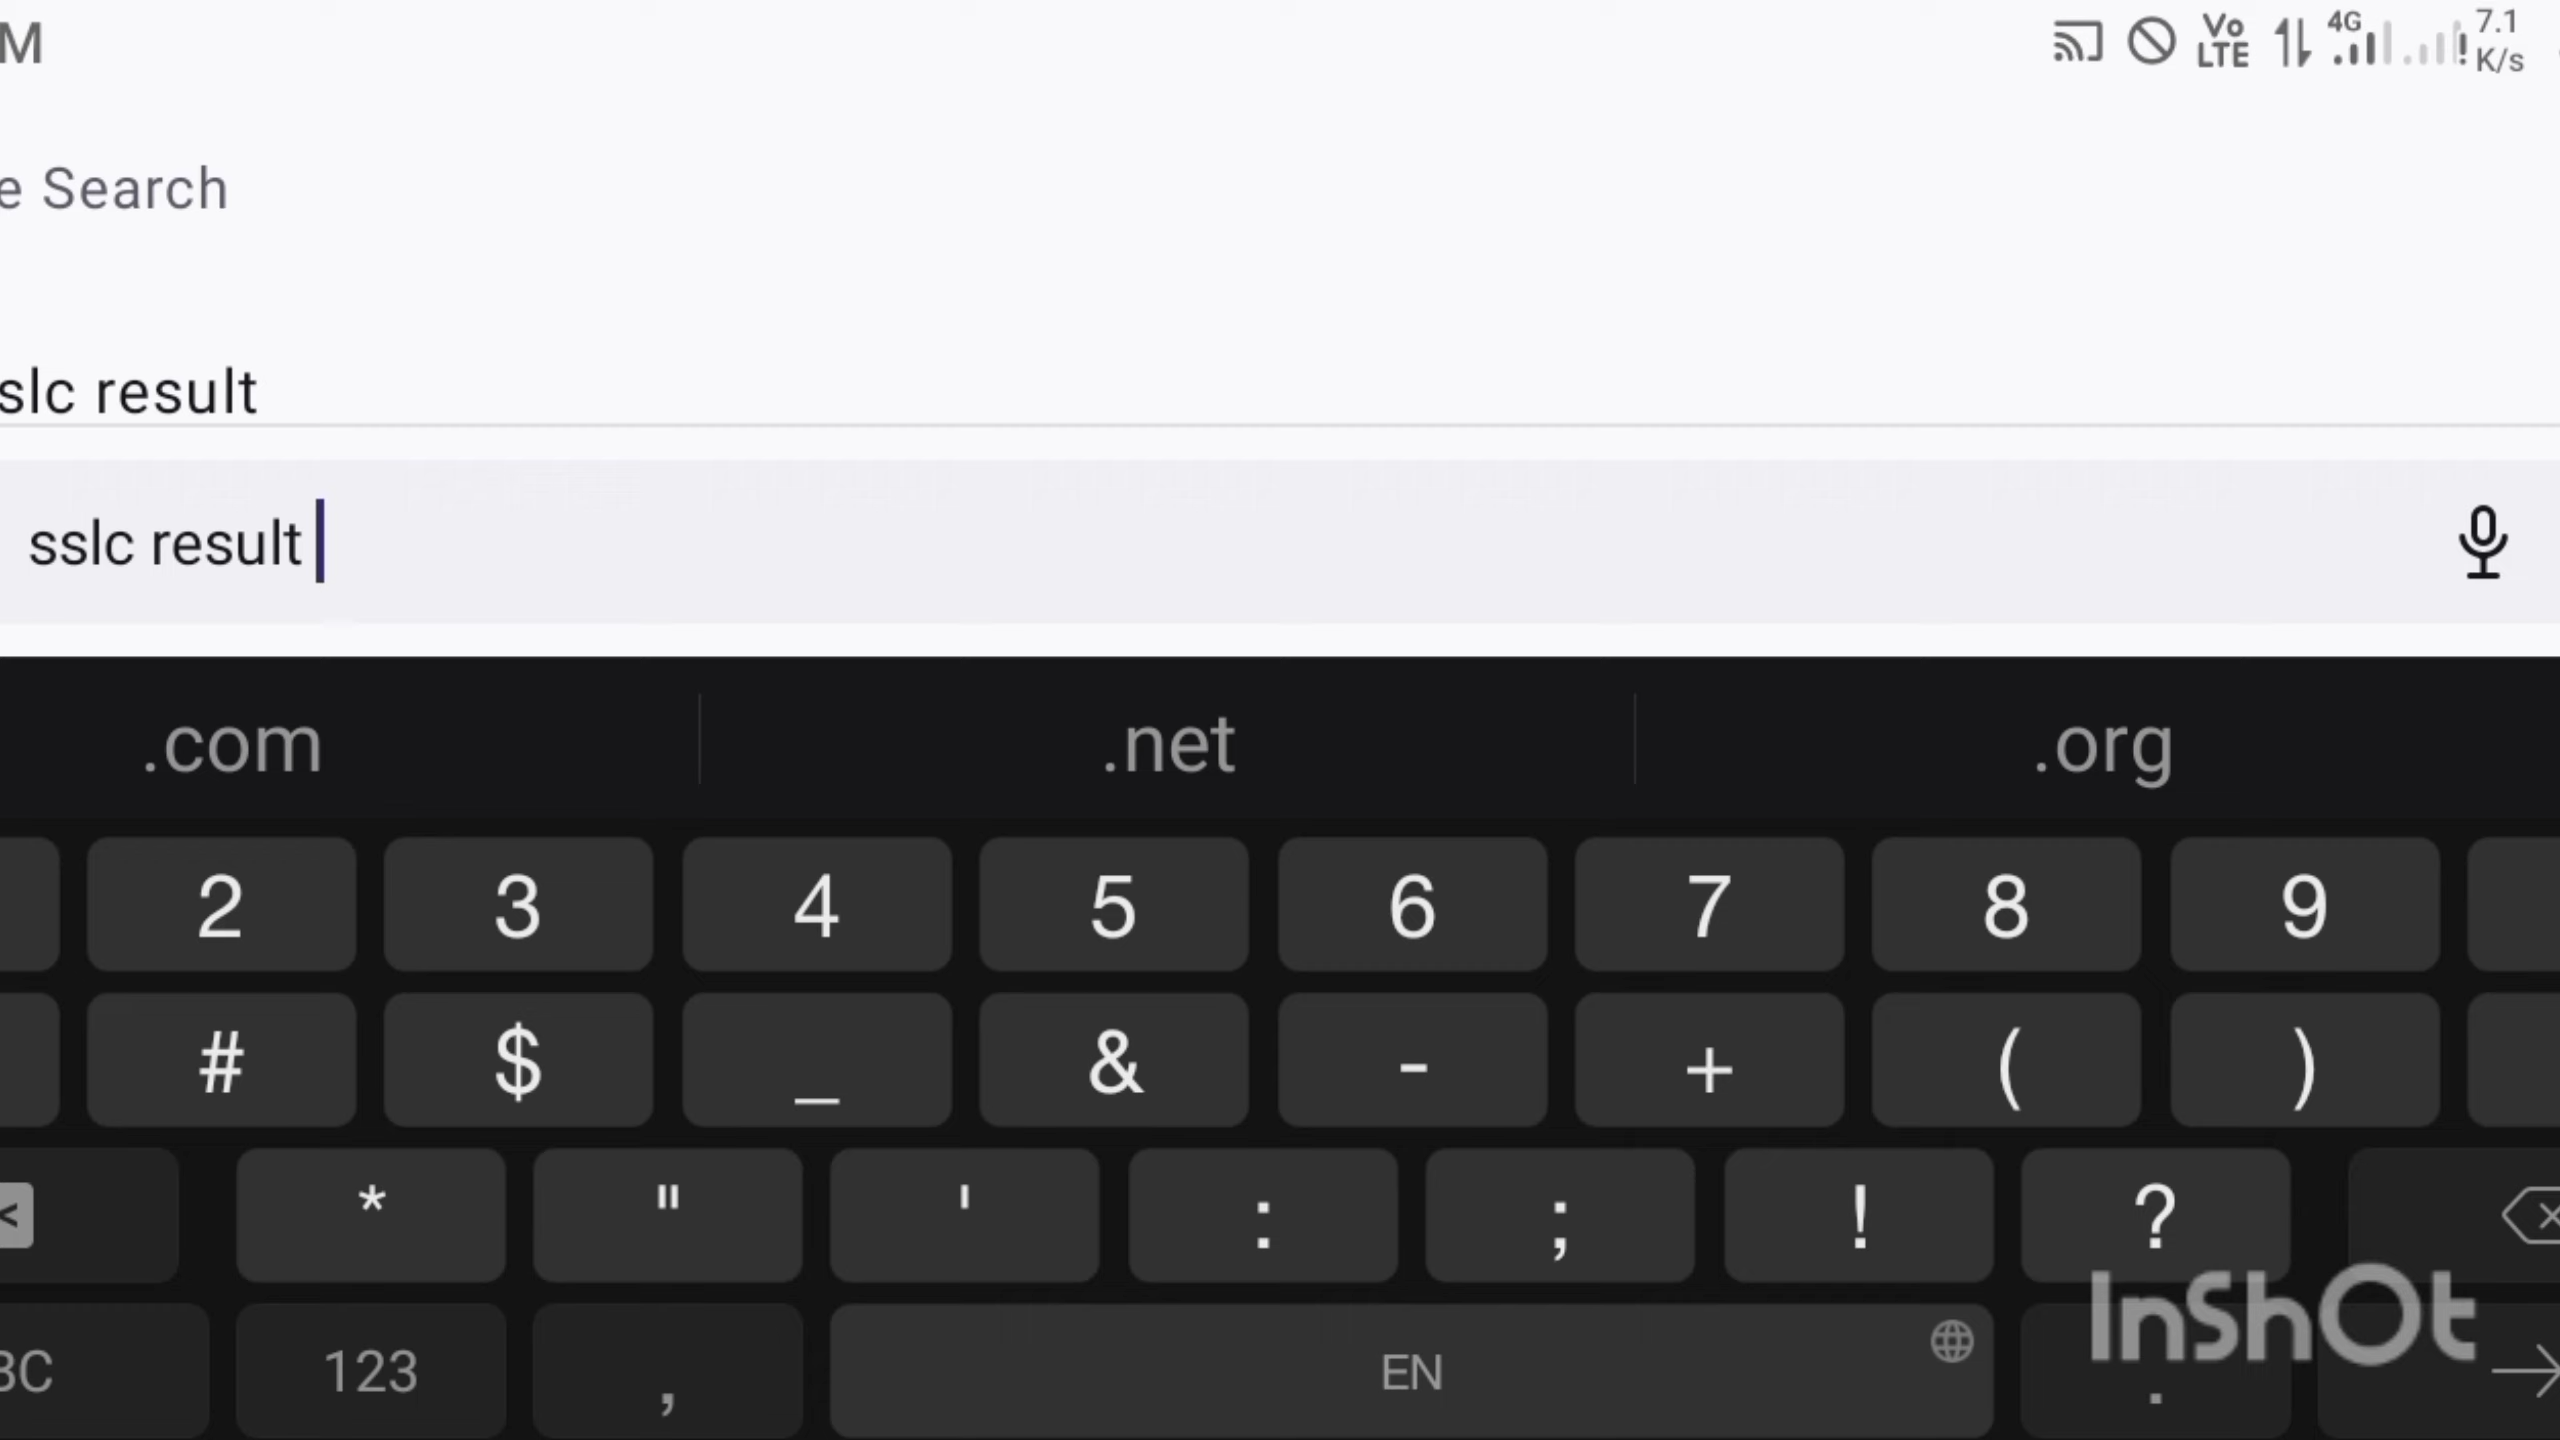 M
Vo
LTE
4G
7.1
K/s
e Search
slc result
sslc result
.com .net .org
2 3 4 5 6 7 8 9
# $ _ & - + ( )
< * " ' : ; ! ?
BC 123 , EN .
InShOt